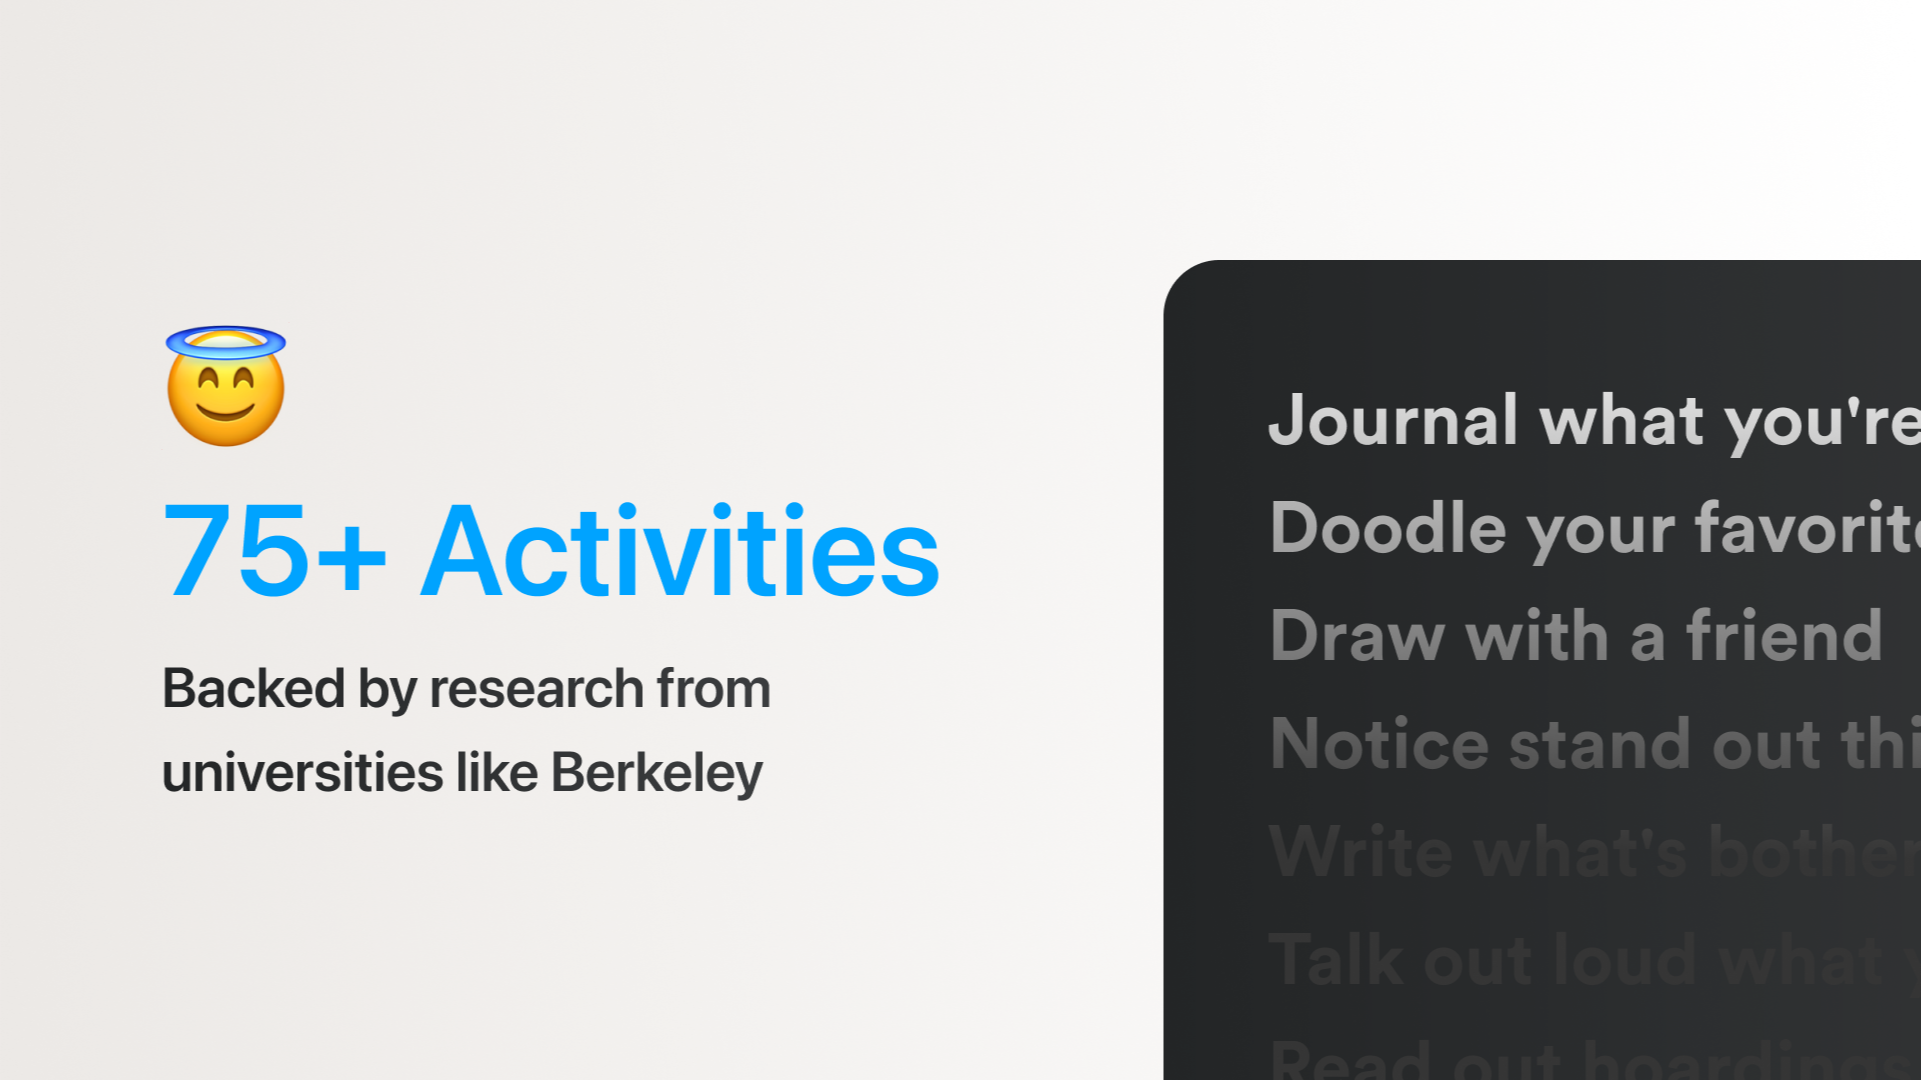 75+ Activities
Backed by research from
universities like Berkeley
Journal what you're
Doodle your favorite
Draw with a friend
Notice stand out thi
Write what's bother
Talk out loud what y
Read out hoardings